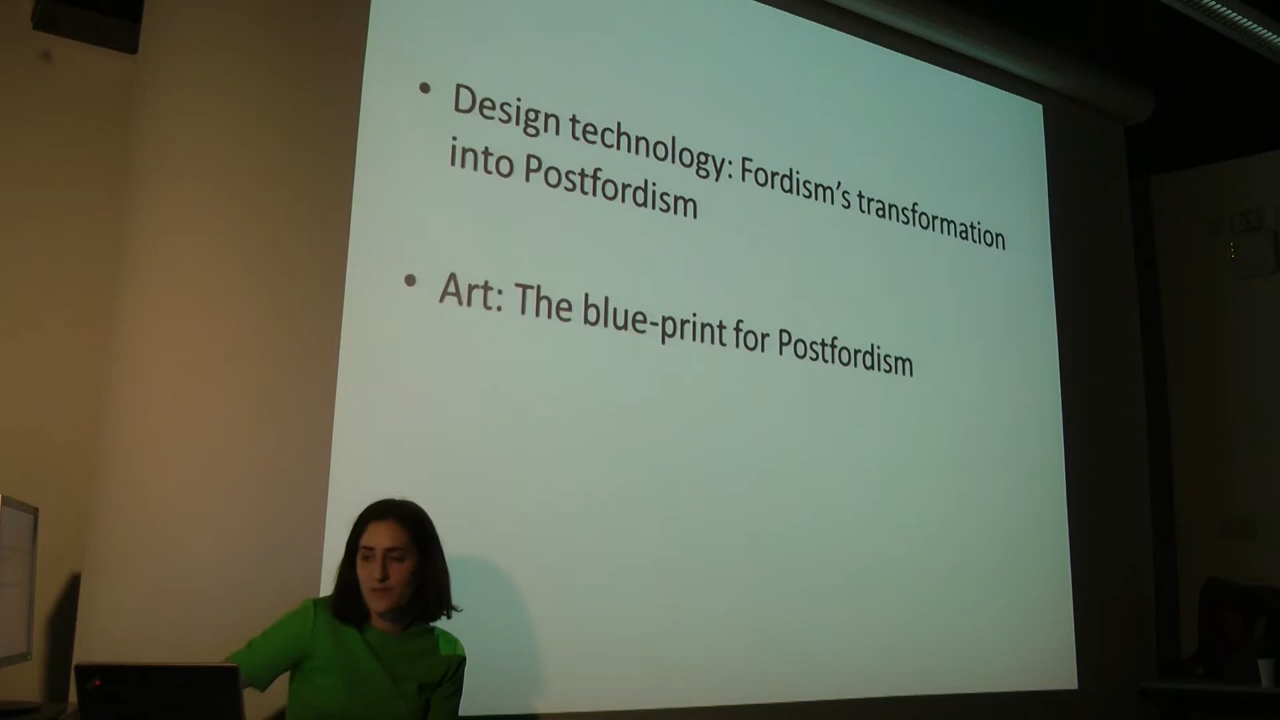 • Design technology: Fordism's transformation
into Postfordism
• Art: The blue-print for Postfordism